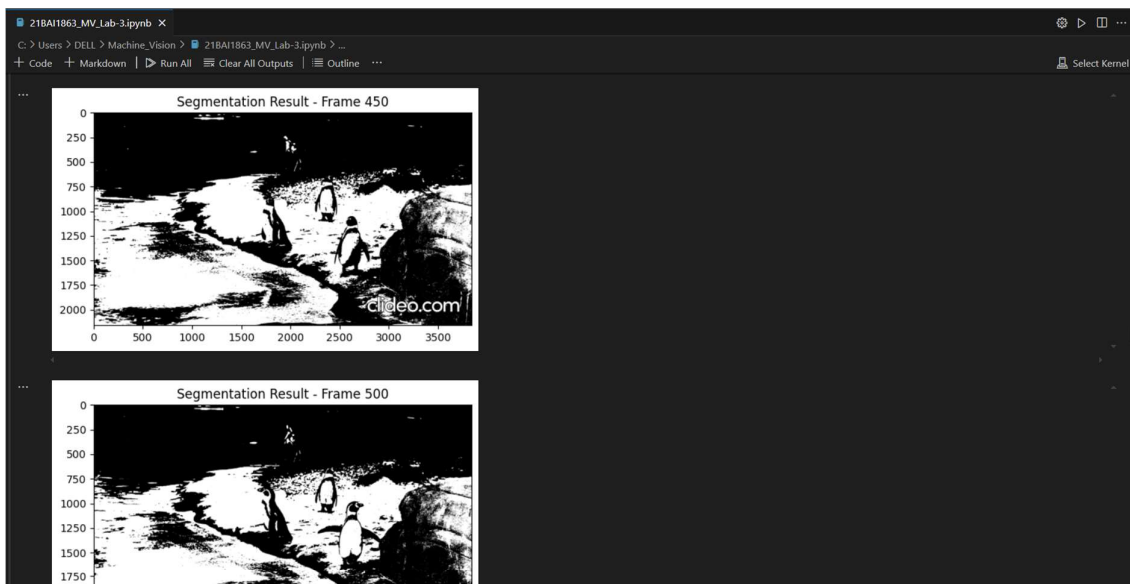 21BAI1863_MV_Lab-3.ipynb ×
C: > Users > DELL > Machine_Vision > 21BAI1863_MV_Lab-3.ipynb > ...
+ Code + Markdown | Run All Clear All Outputs | Outline ...
Select Kernel
...
Segmentation Result - Frame 450
0
250
500
750
1000
1250
1500
1750
2000
clideo.com
0 500 1000 1500 2000 2500 3000 3500
...
Segmentation Result - Frame 500
0
250
500
750
1000
1250
1500
1750